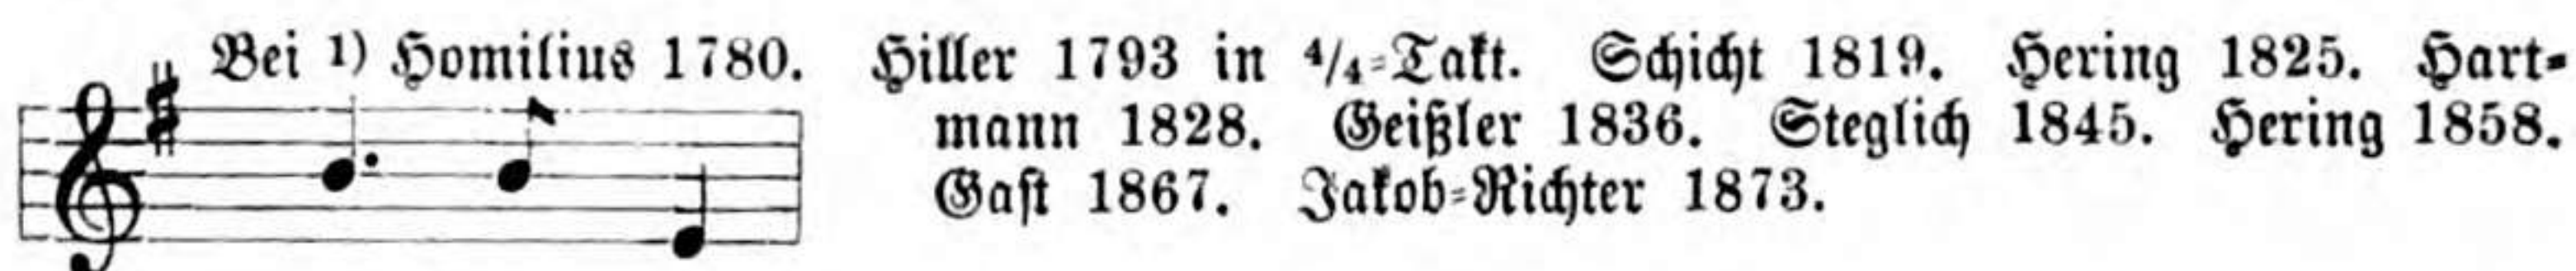 Bei 1) Homilius 1780. Hiller 1793 in 4/4=Takt. Schicht 1819. Hering 1825. Hart=
mann 1828. Geißler 1836. Steglich 1845. Hering 1858.
Gast 1867. Jakob=Richter 1873.